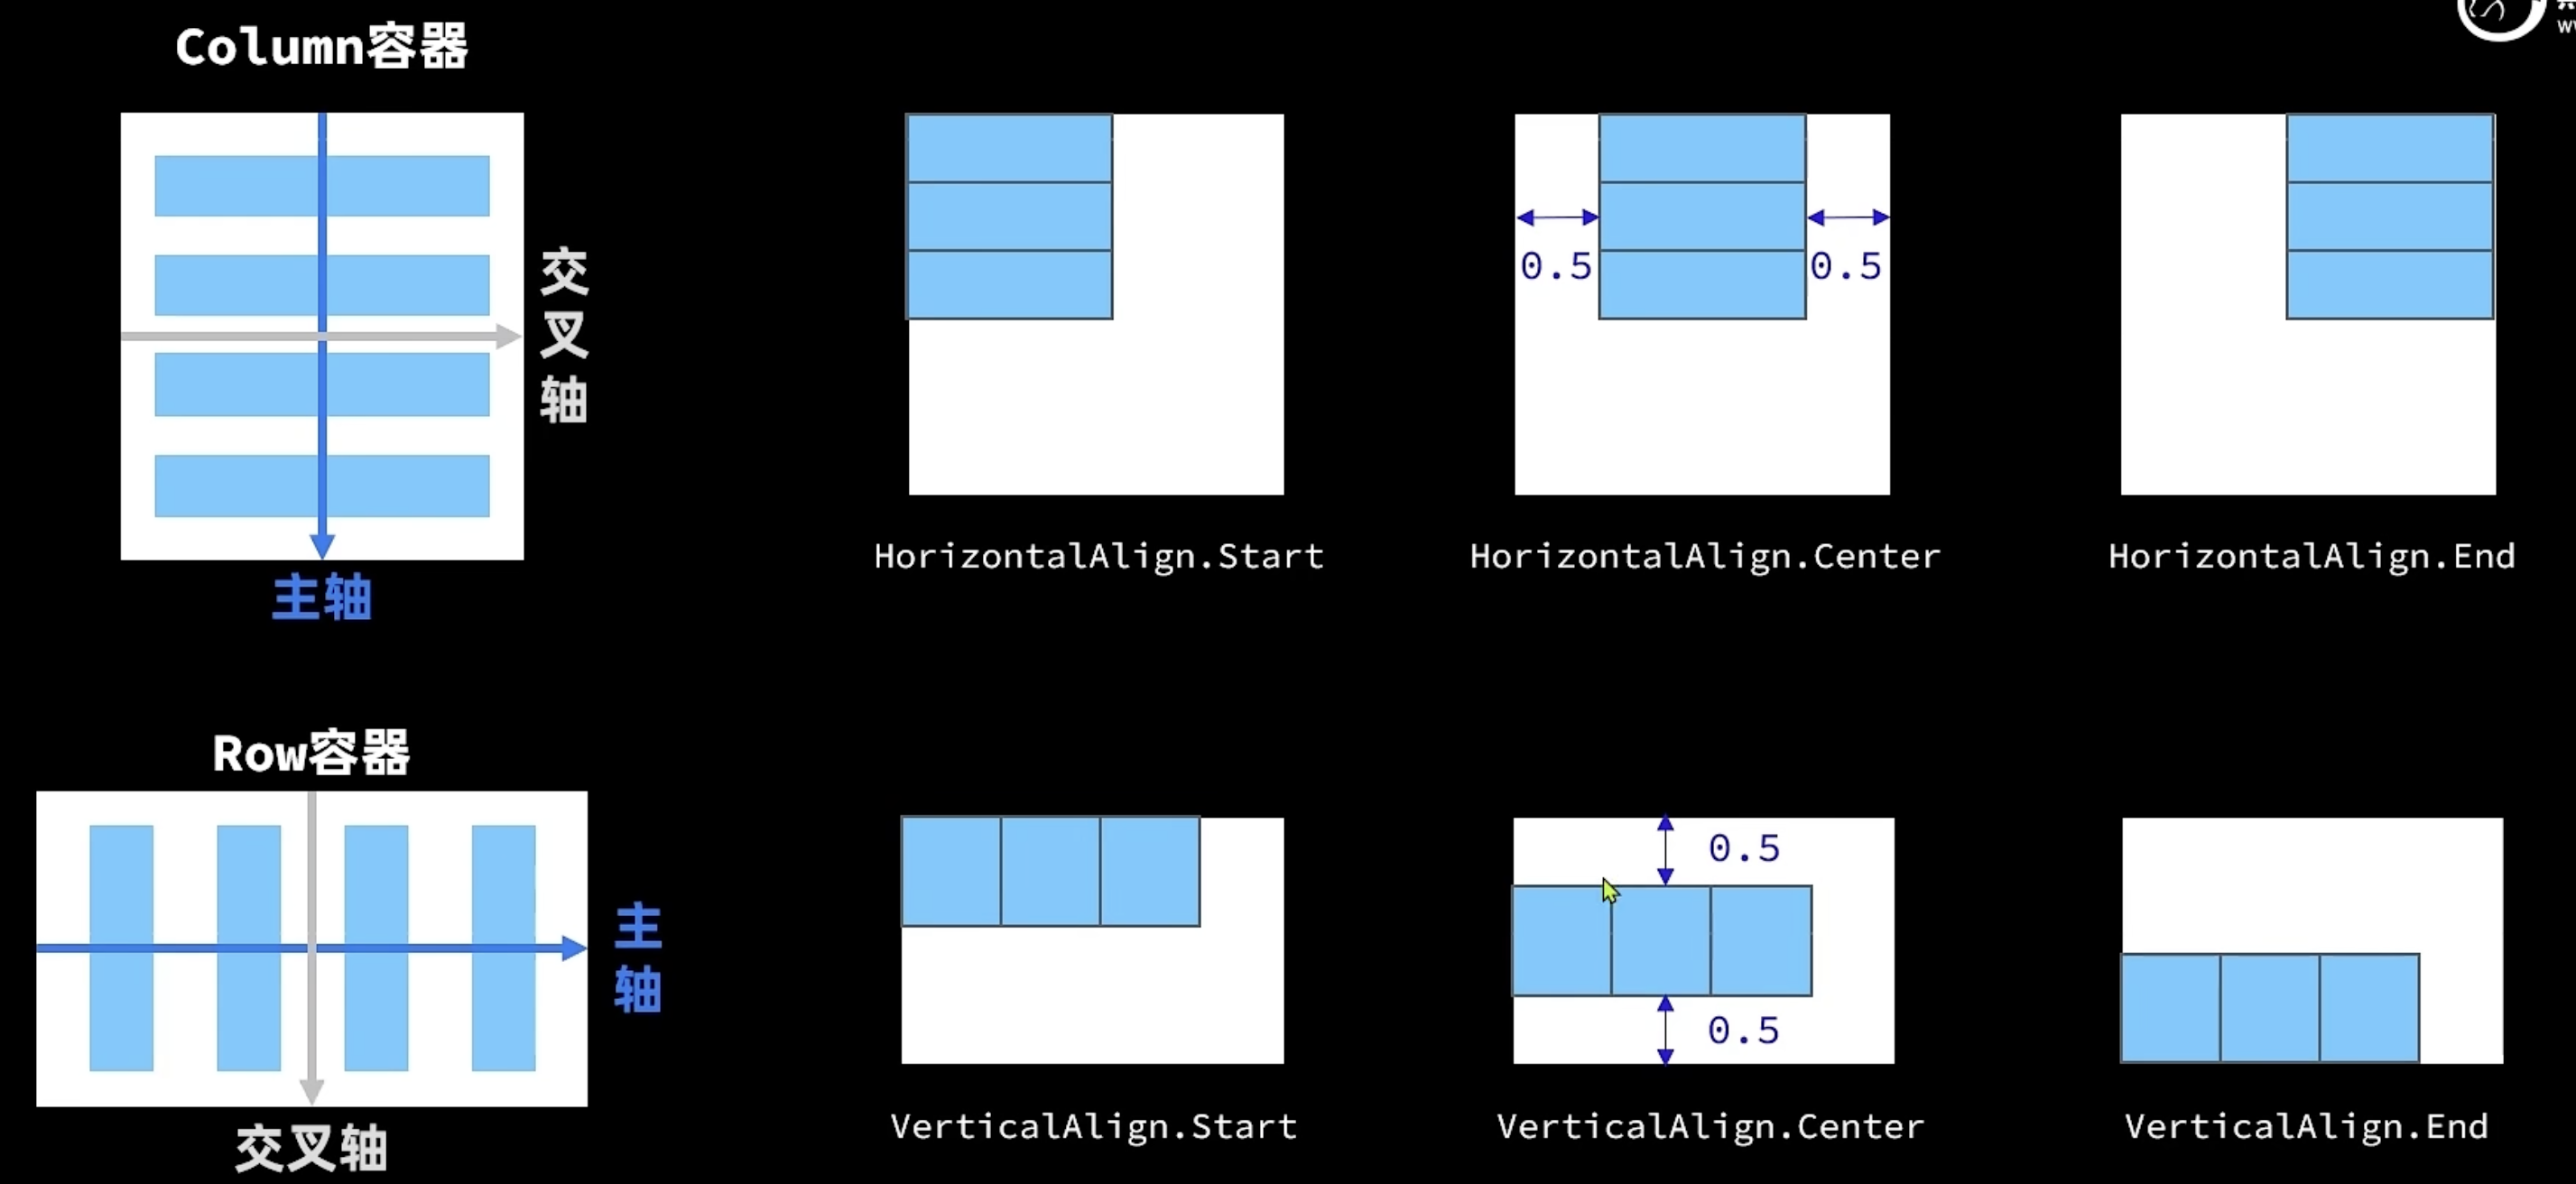 Column容器
交叉轴
0.5
0.5
HorizontalAlign.Start
HorizontalAlign.Center
HorizontalAlign.End
主轴
Row容器
主轴
0.5
0.5
交叉轴
VerticalAlign.Start
VerticalAlign.Center
VerticalAlign.End